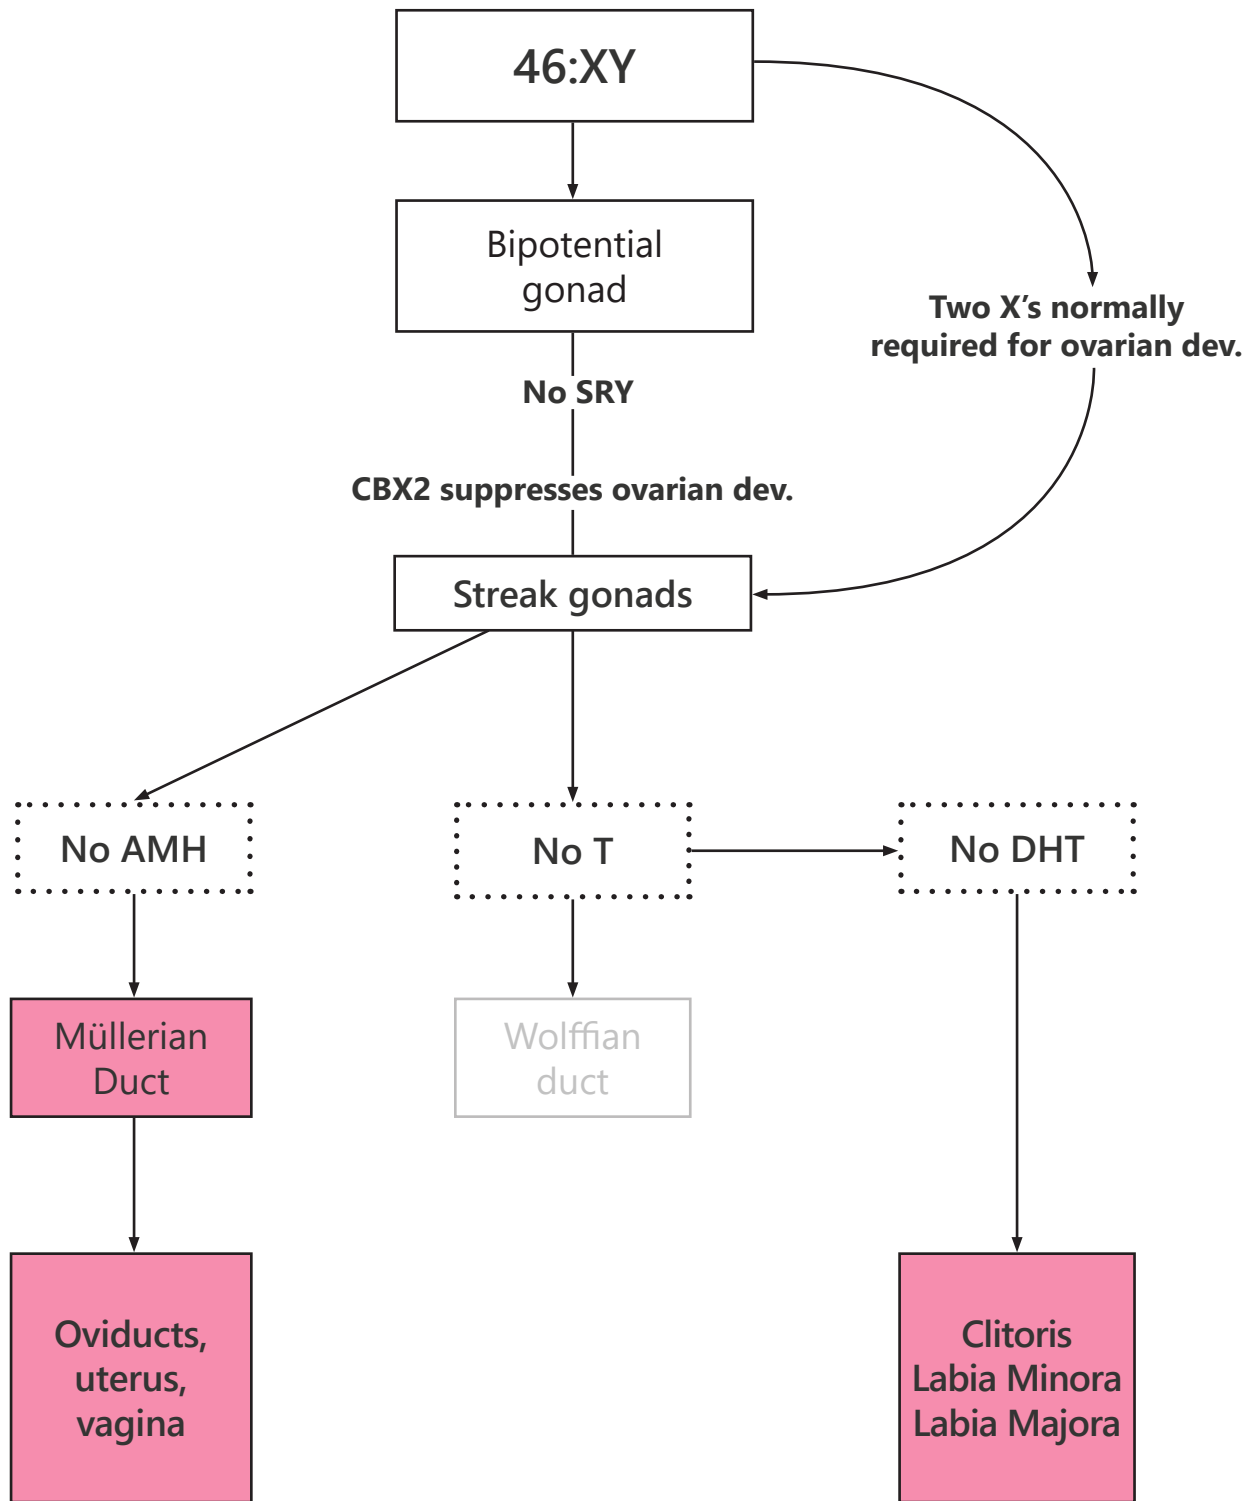 46:XY
Bipotential
gonad
Two X's normally
required for ovarian dev.
No SRY
CBX2 suppresses ovarian dev.
Streak gonads
No AMH
No T
No DHT
Müllerian
Duct
Wolffian
duct
Oviducts,
uterus,
vagina
Clitoris
Labia Minora
Labia Majora